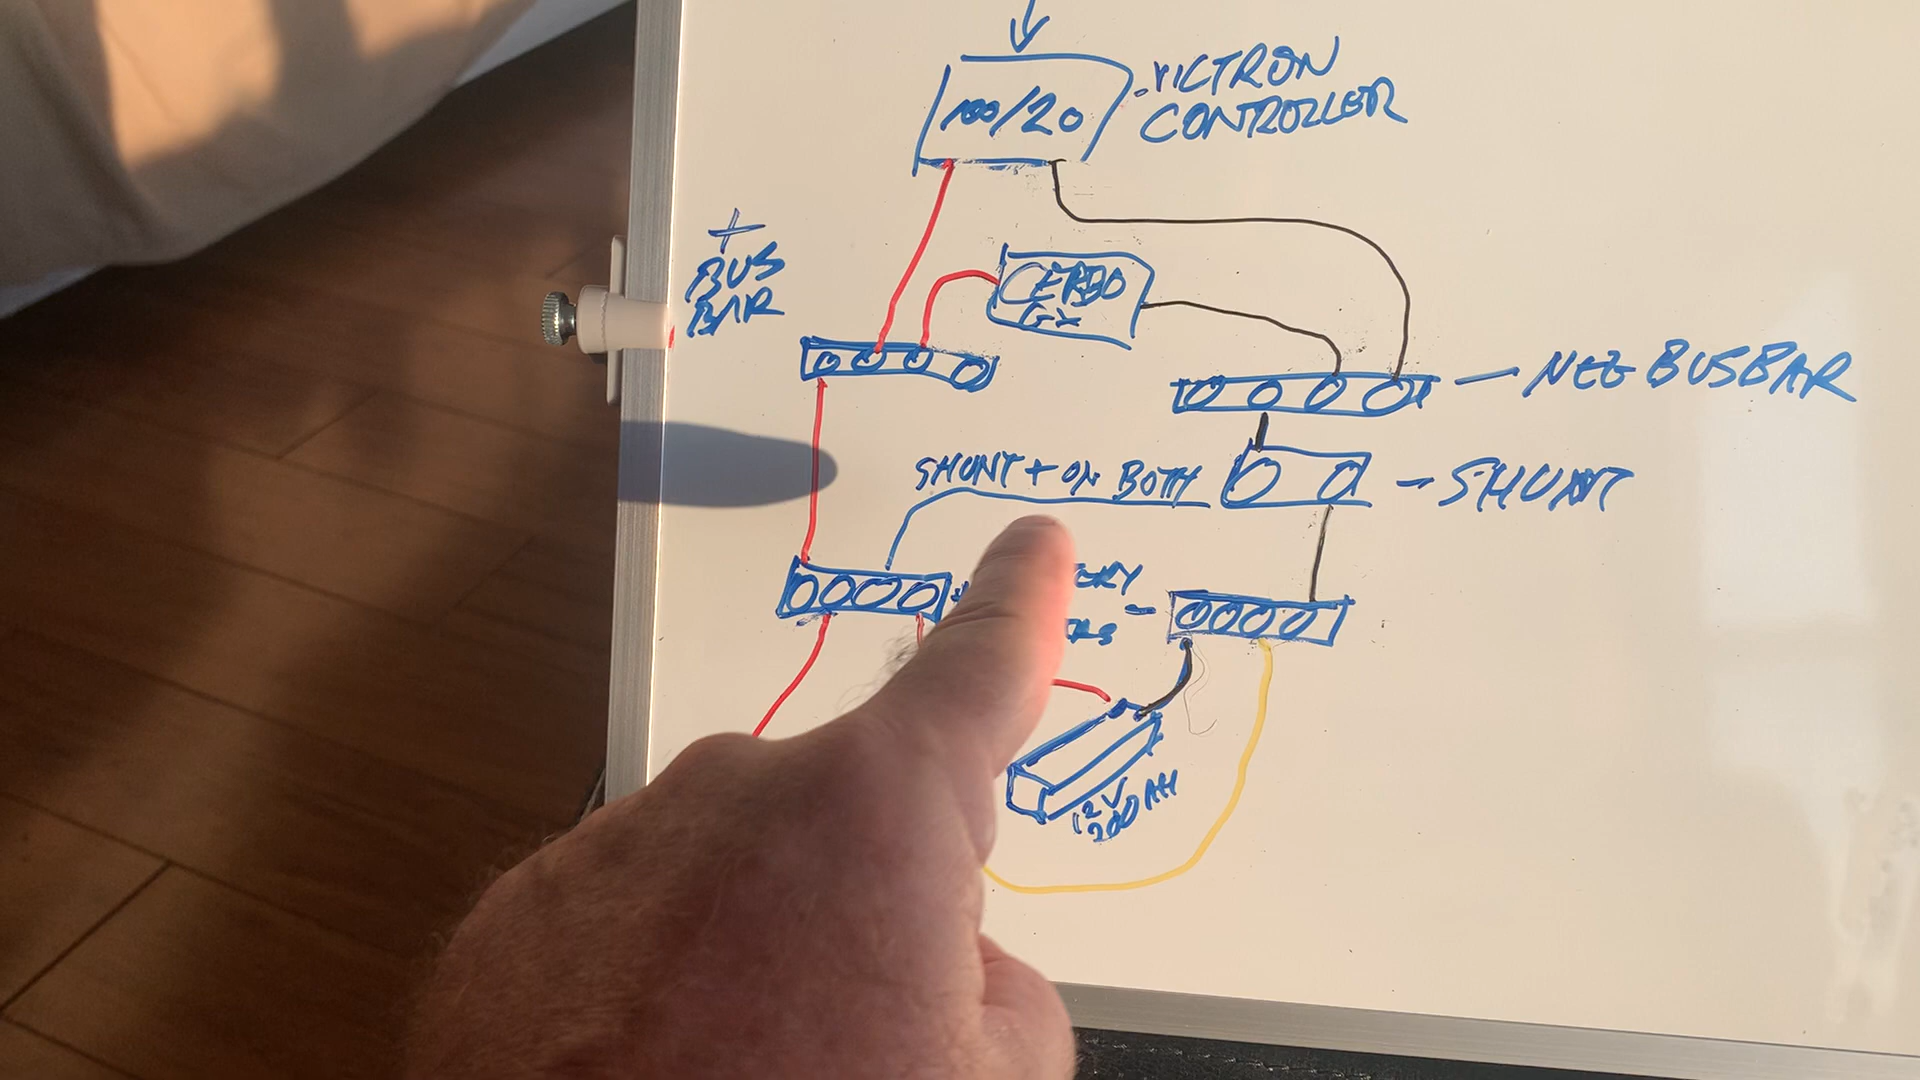 VICTRON
100/20
CONTROLLER
+
BUS
BAR
CERBO
GX
NEG BUSBAR
SHUNT + ON BOTH
- SHUNT
12V
200AH